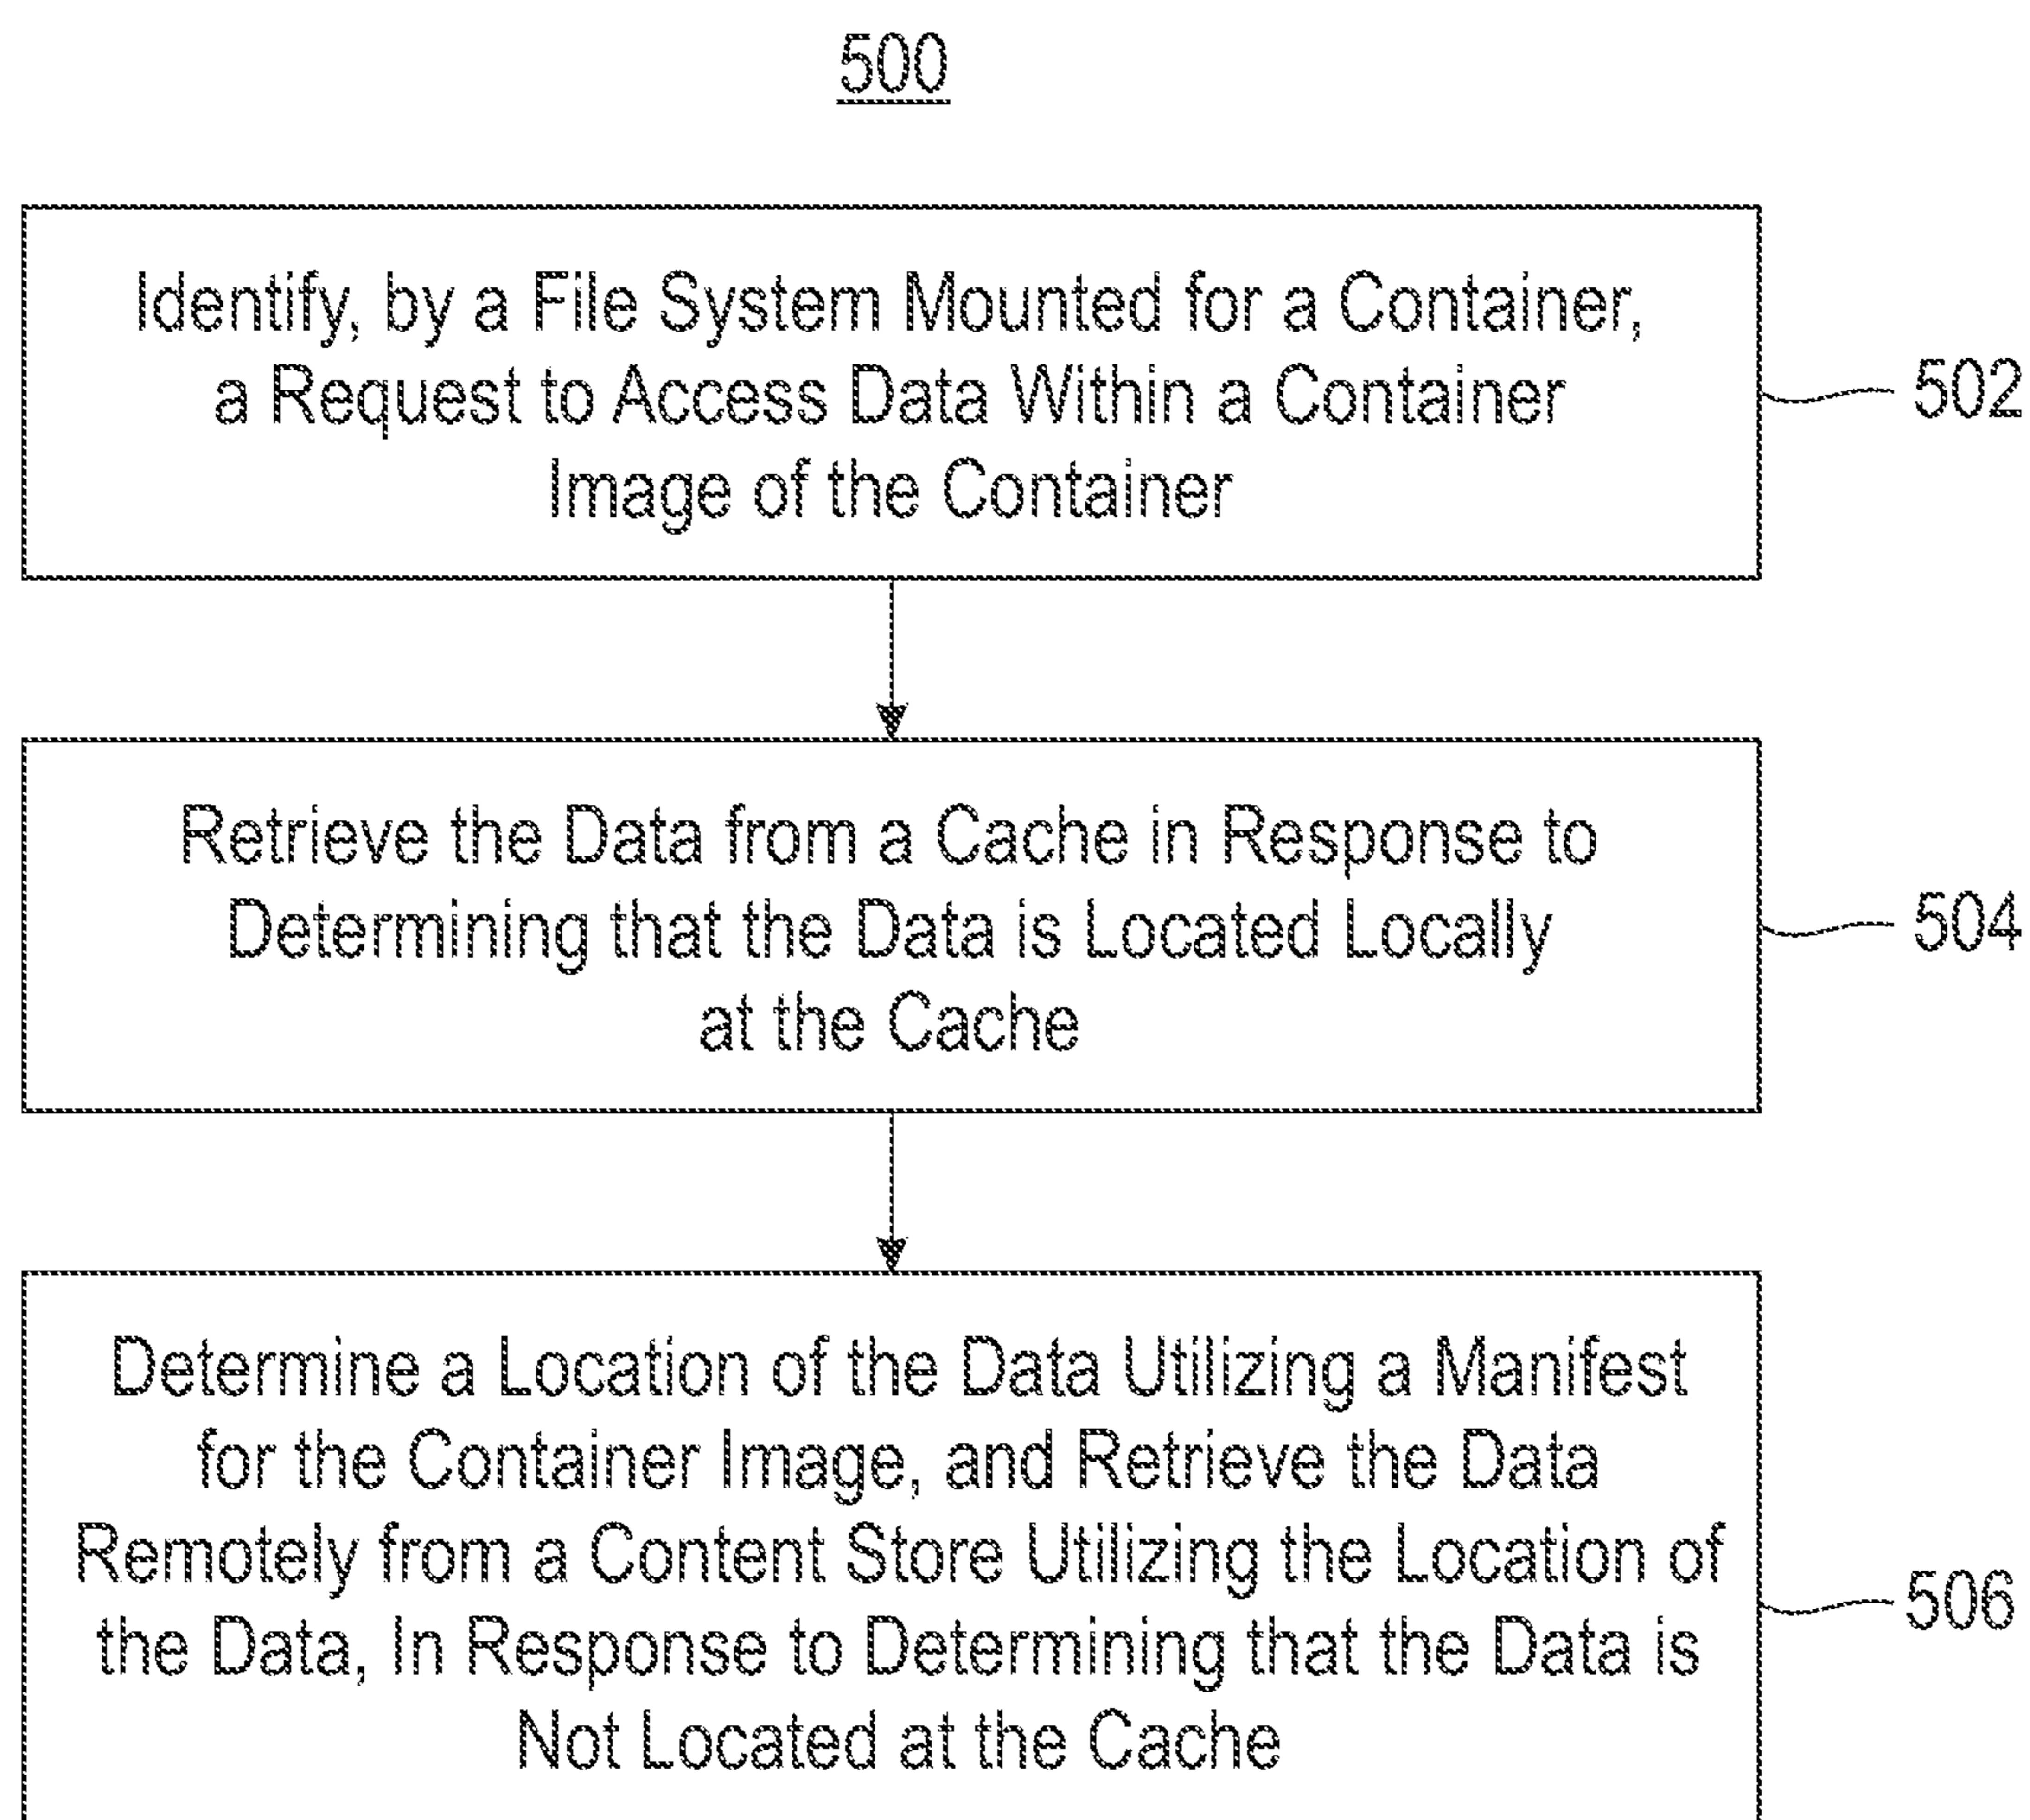 500
Identify, by a File System Mounted for a Container,
a Request to Access Data Within a Container
Image of the Container
502
Retrieve the Data from a Cache in Response to
Determining that the Data is Located Locally
at the Cache
504
Determine a Location of the Data Utilizing a Manifest
for the Container Image, and Retrieve the Data
Remotely from a Content Store Utilizing the Location of
the Data, In Response to Determining that the Data is
Not Located at the Cache
506